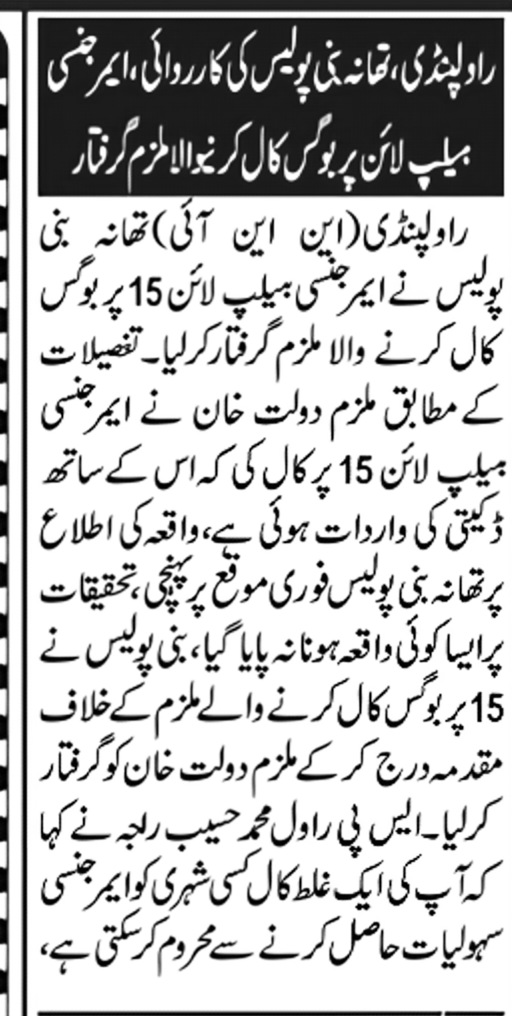 راولپنڈی، تھانہ بنی پولیس کی کارروائی، ایمرجنسی
ہیلپ لائن پر بوگس کال کرنیوالا ملزم گرفتار
راولپنڈی (این این آئی) تھانہ بنی
پولیس نے ایمرجنسی ہیلپ لائن 15 پر بوگس
کال کرنے والا ملزم گرفتار کرلیا۔ تفصیلات
کے مطابق ملزم دولت خان نے ایمرجنسی
ہیلپ لائن 15 پر کال کی کہ اس کے ساتھ
ڈکیتی کی واردات ہوئی ہے، واقعہ کی اطلاع
پر تھانہ بنی پولیس فوری موقع پر پہنچی، تحقیقات
پر ایسا کوئی واقعہ ہونا نہ پایا گیا، بنی پولیس نے
15 پر بوگس کال کرنے والے ملزم کے خلاف
مقدمہ درج کر کے ملزم دولت خان کو گرفتار
کرلیا۔ ایس پی راول محمد حسیب راجہ نے کہا
کہ آپ کی ایک غلط کال کسی شہری کو ایمرجنسی
سہولیات حاصل کرنے سے محروم کرسکتی ہے،